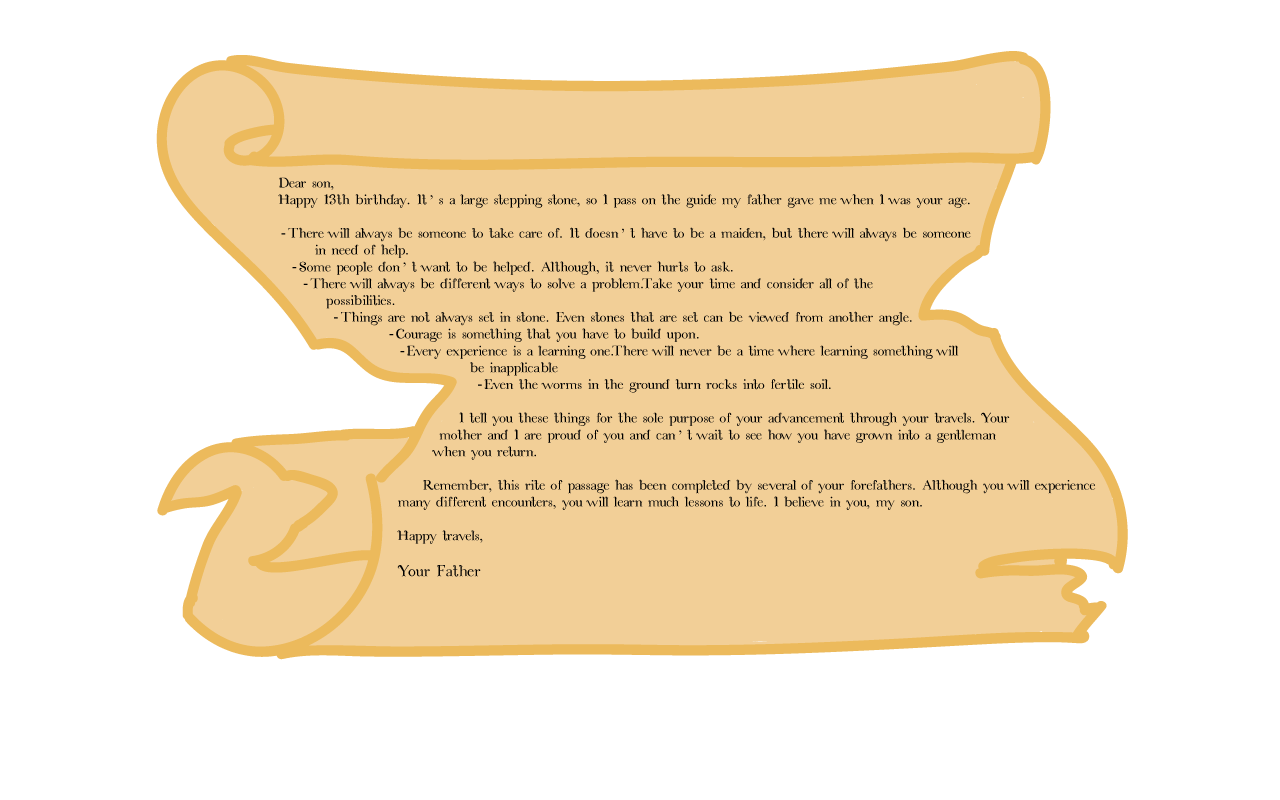 Dear son,
Happy 13th birthday. It's a large stepping stone, so I pass on the guide my father gave me when I was your age.
-There will always be someone to take care of. It doesn't have to be a maiden, but there will always be someone
in need of help.
-Some people don't want to be helped. Although, it never hurts to ask.
-There will always be different ways to solve a problem.Take your time and consider all of the
possibilities.
-Things are not always set in stone. Even stones that are set can be viewed from another angle.
-Courage is something that you have to build upon.
-Every experience is a learning one.There will never be a time where learning something will
be inapplicable
-Even the worms in the ground turn rocks into fertile soil.
I tell you these things for the sole purpose of your advancement through your travels. Your
mother and I are proud of you and can't wait to see how you have grown into a gentleman
when you return.
Remember, this rite of passage has been completed by several of your forefathers. Although you will experience
many different encounters, you will learn much lessons to life. I believe in you, my son.
Happy travels,
Your Father